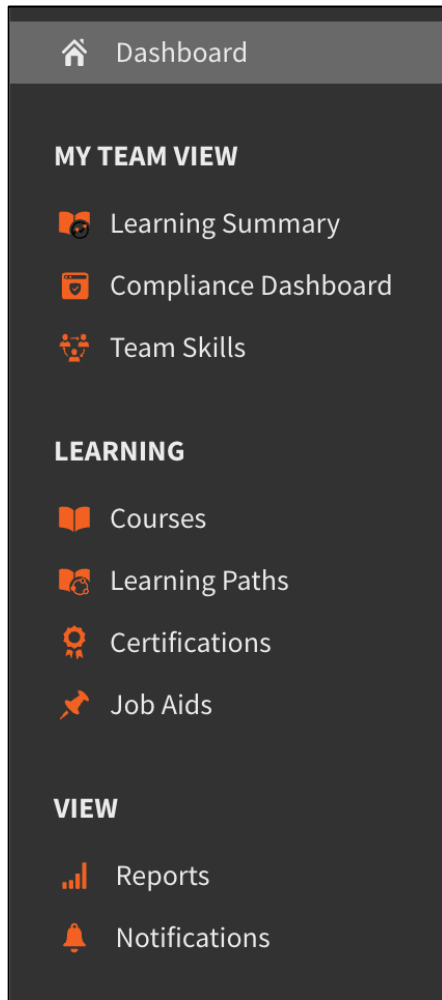 Dashboard
MY TEAM VIEW
Learning Summary
Compliance Dashboard
Team Skills
LEARNING
Courses
Learning Paths
Certifications
Job Aids
VIEW
Reports
Notifications